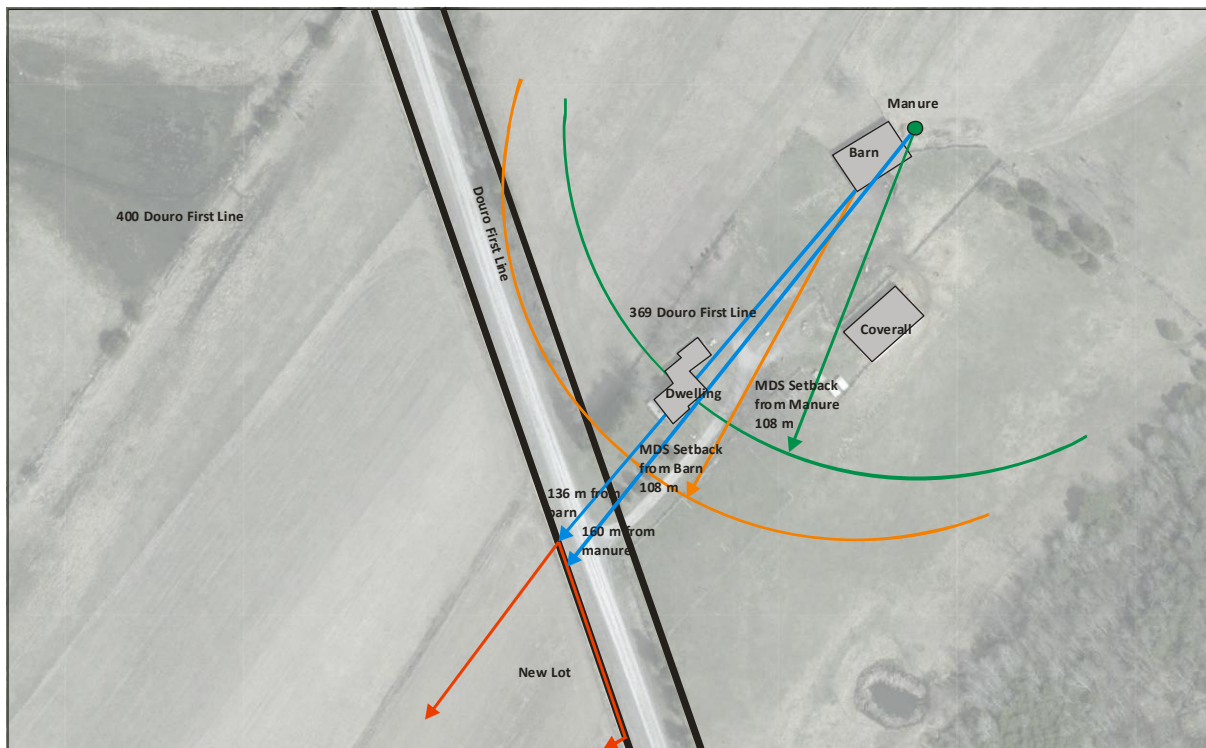 Manure
Barn
400 Douro First Line
Douro First Line
369 Douro First Line
Coverall
Dwelling
MDS Setback
from Manure
108 m
MDS Setback
from Barn
108 m
136 m from
barn
160 m from
manure
New Lot